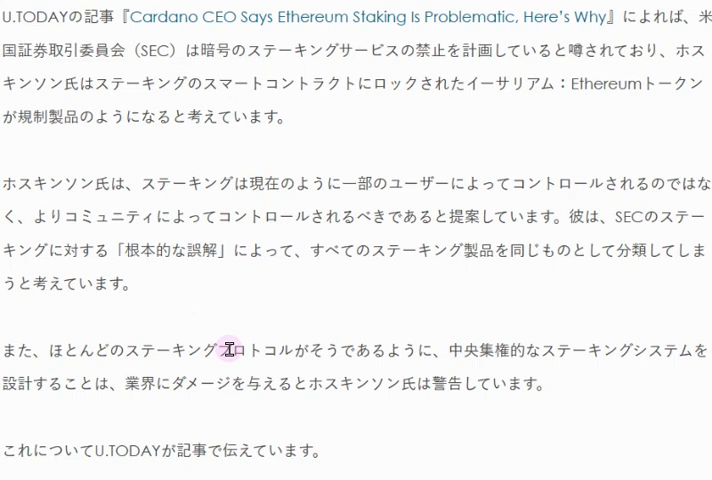 U.TODAYの記事『Cardano CEO Says Ethereum Staking Is Problematic, Here's Why』によれば、米
国証券取引委員会（SEC）は暗号のステーキングサービスの禁止を計画していると噂されており、ホス
キンソン氏はステーキングのスマートコントラクトにロックされたイーサリアム：Ethereumトークン
が規制製品のようになると考えています。
ホスキンソン氏は、ステーキングは現在のように一部のユーザーによってコントロールされるのではな
く、よりコミュニティによってコントロールされるべきであると提案しています。彼は、SECのステー
キングに対する「根本的な誤解」によって、すべてのステーキング製品を同じものとして分類してしま
うと考えています。
また、ほとんどのステーキングプロトコルがそうであるように、中央集権的なステーキングシステムを
設計することは、業界にダメージを与えるとホスキンソン氏は警告しています。
これについてU.TODAYが記事で伝えています。